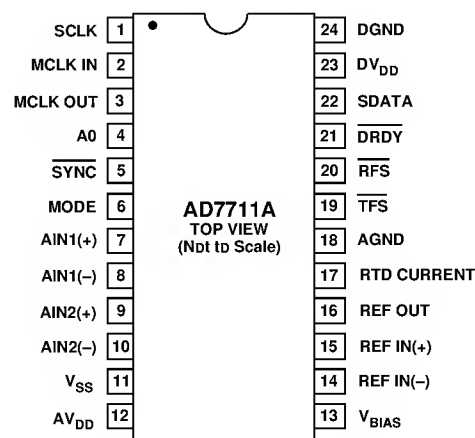 SCLK 1 24 DGND
MCLK IN 2 23 DVDD
MCLK OUT 3 22 SDATA
A0 4 21 DRDY
SYNC 5 20 RFS
MODE 6 19 TFS
AD7711A
TOP VIEW
(Not to Scale)
AIN1(+) 7 18 AGND
AIN1(–) 8 17 RTD CURRENT
AIN2(+) 9 16 REF OUT
AIN2(–) 10 15 REF IN(+)
VSS 11 14 REF IN(–)
AVDD 12 13 VBIAS